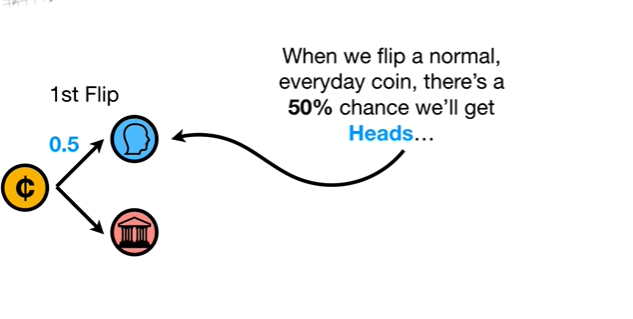 When we flip a normal,
everyday coin, there's a
50% chance we'll get
Heads...
1st Flip
0.5
¢